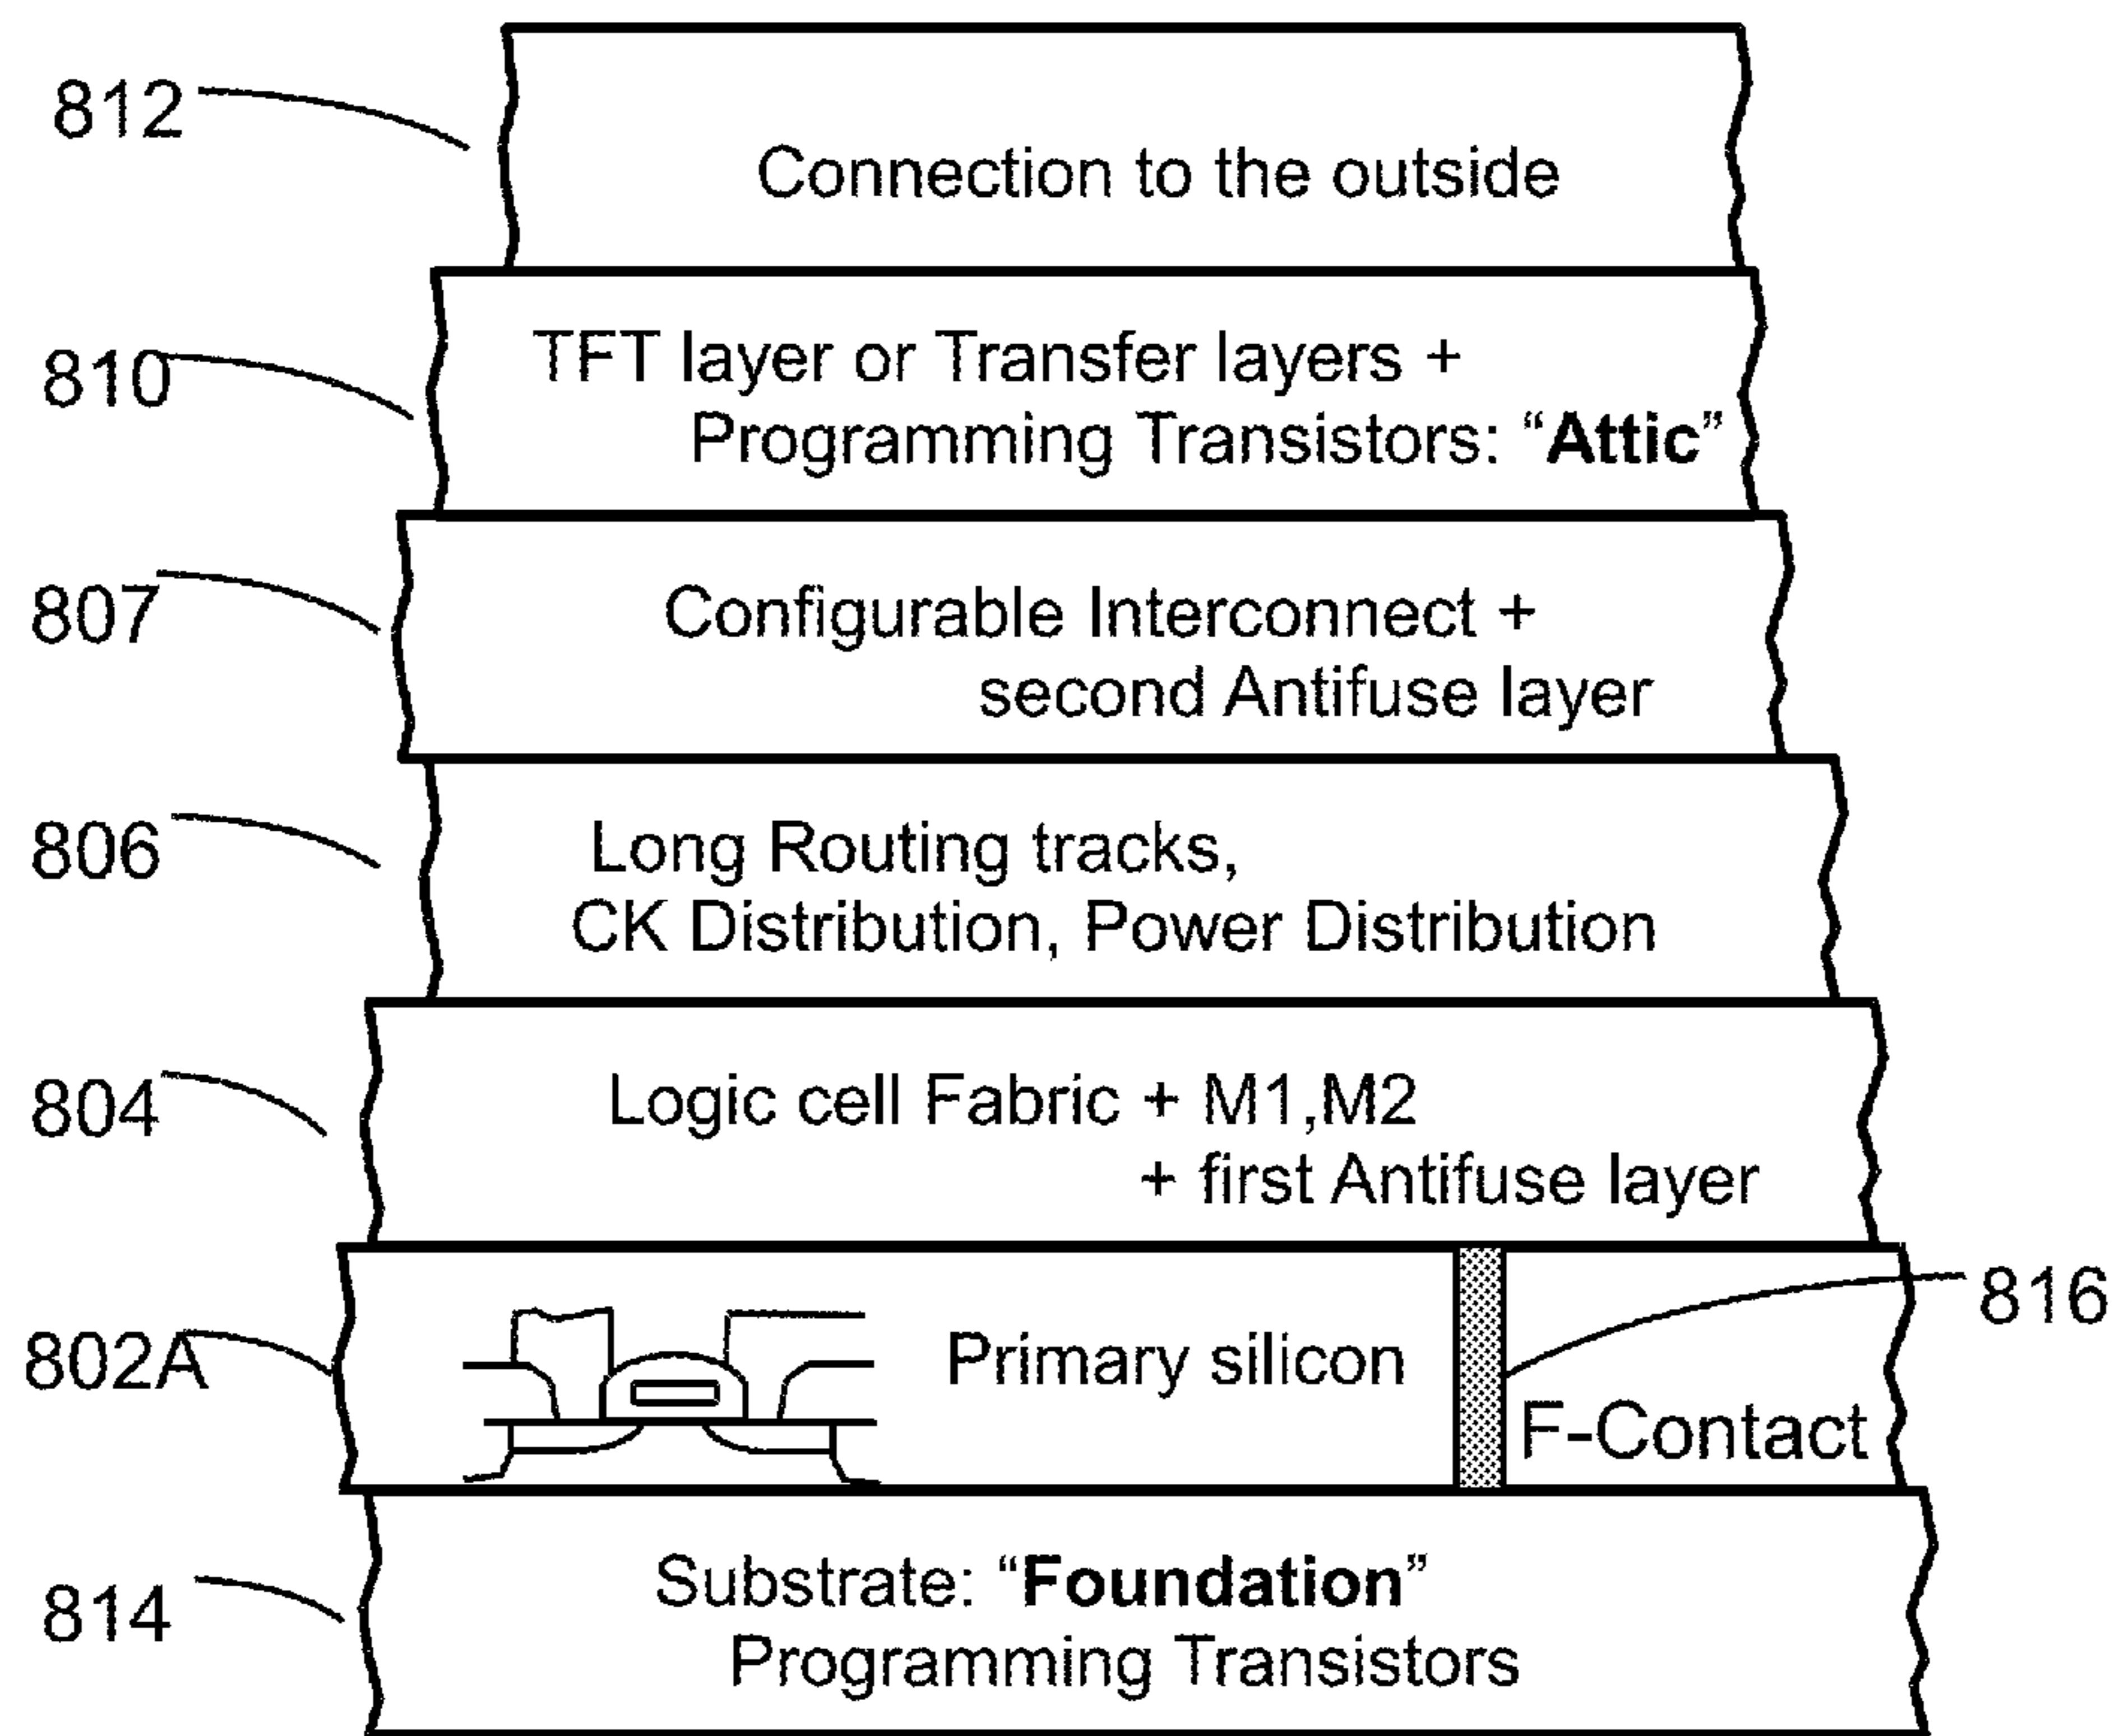 812
Connection to the outside
810
TFT layer or Transfer layers +
Programming Transistors: “Attic”
807
Configurable Interconnect +
second Antifuse layer
806
Long Routing tracks,
CK Distribution, Power Distribution
804
Logic cell Fabric + M1,M2
+ first Antifuse layer
802A
Primary silicon
816
F-Contact
814
Substrate: “Foundation”
Programming Transistors